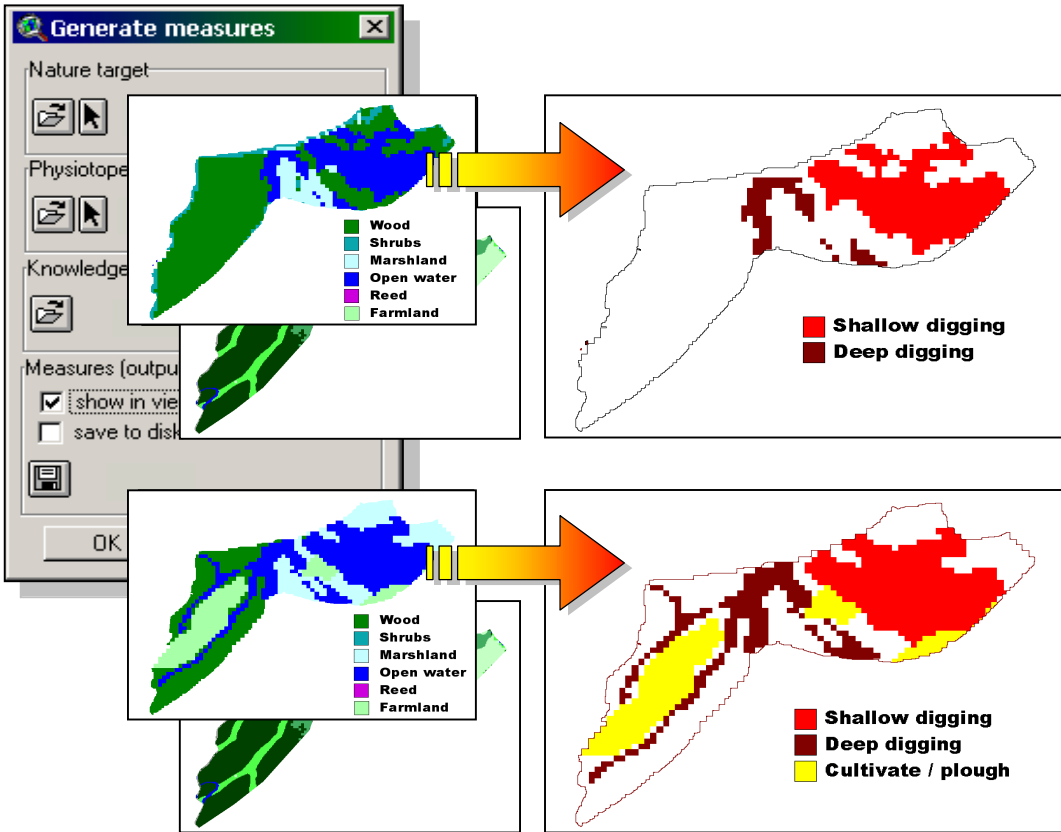 Generate measures
Nature target
Physiotope
Knowledge
Measures (outpu
show in vie
save to disk
OK
Wood
Shrubs
Marshland
Open water
Reed
Farmland
Shallow digging
Deep digging
Wood
Shrubs
Marshland
Open water
Reed
Farmland
Shallow digging
Deep digging
Cultivate / plough